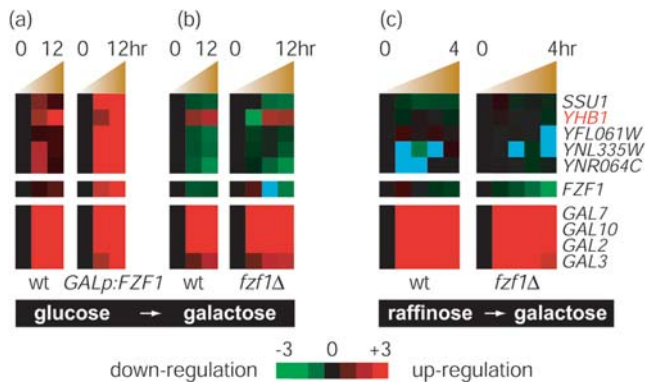 (a) (b) (c)
0 12 0 12hr 0 12 0 12hr 0 4 0 4hr
SSU1
YHB1
YFL061W
YNL335W
YNR064C
FZF1
GAL7
GAL10
GAL2
GAL3
wt GALp:FZF1 wt fzf1Δ wt fzf1Δ
glucose → galactose raffinose → galactose
-3 0 +3
down-regulation up-regulation